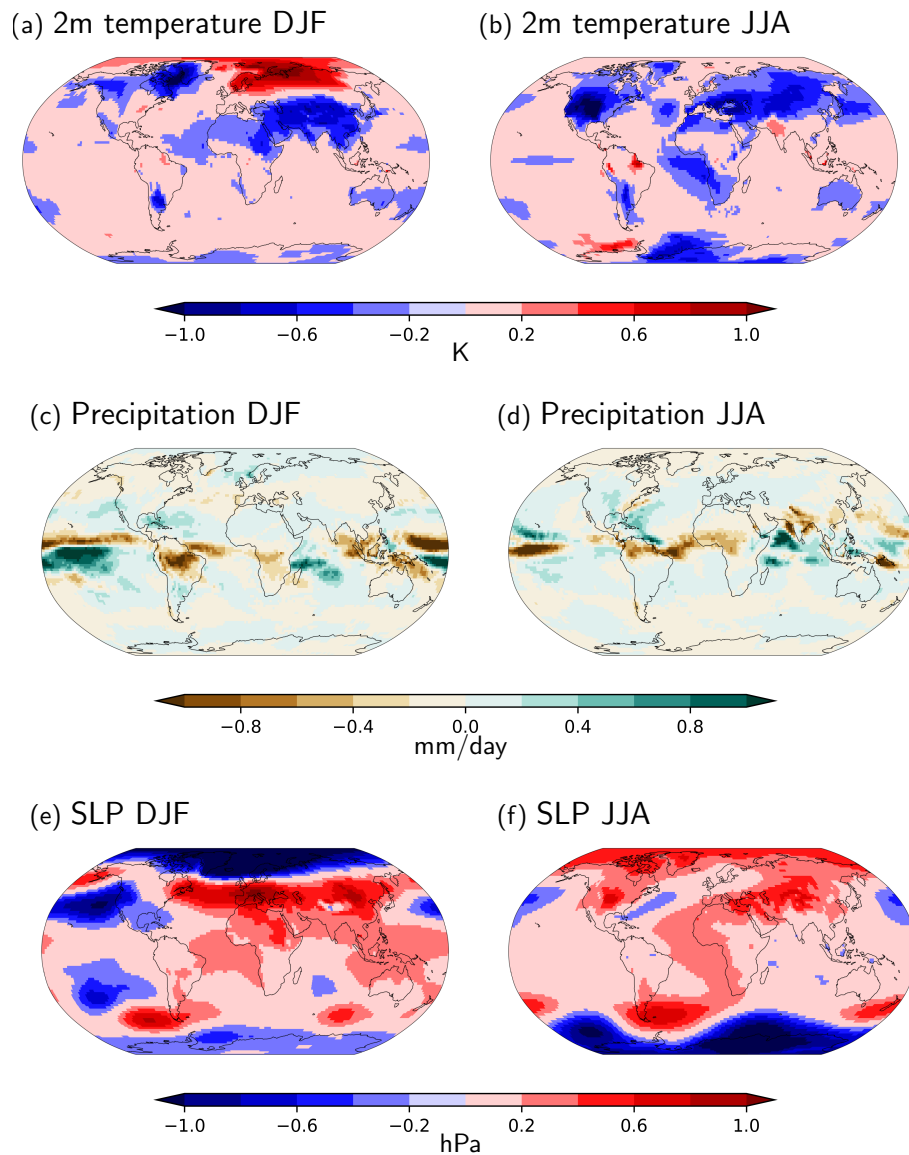 (a) 2m temperature DJF
(b) 2m temperature JJA
−1.0 −0.6 −0.2 0.2 0.6 1.0
K
(c) Precipitation DJF
(d) Precipitation JJA
−0.8 −0.4 0.0 0.4 0.8
mm/day
(e) SLP DJF
(f) SLP JJA
−1.0 −0.6 −0.2 0.2 0.6 1.0
hPa